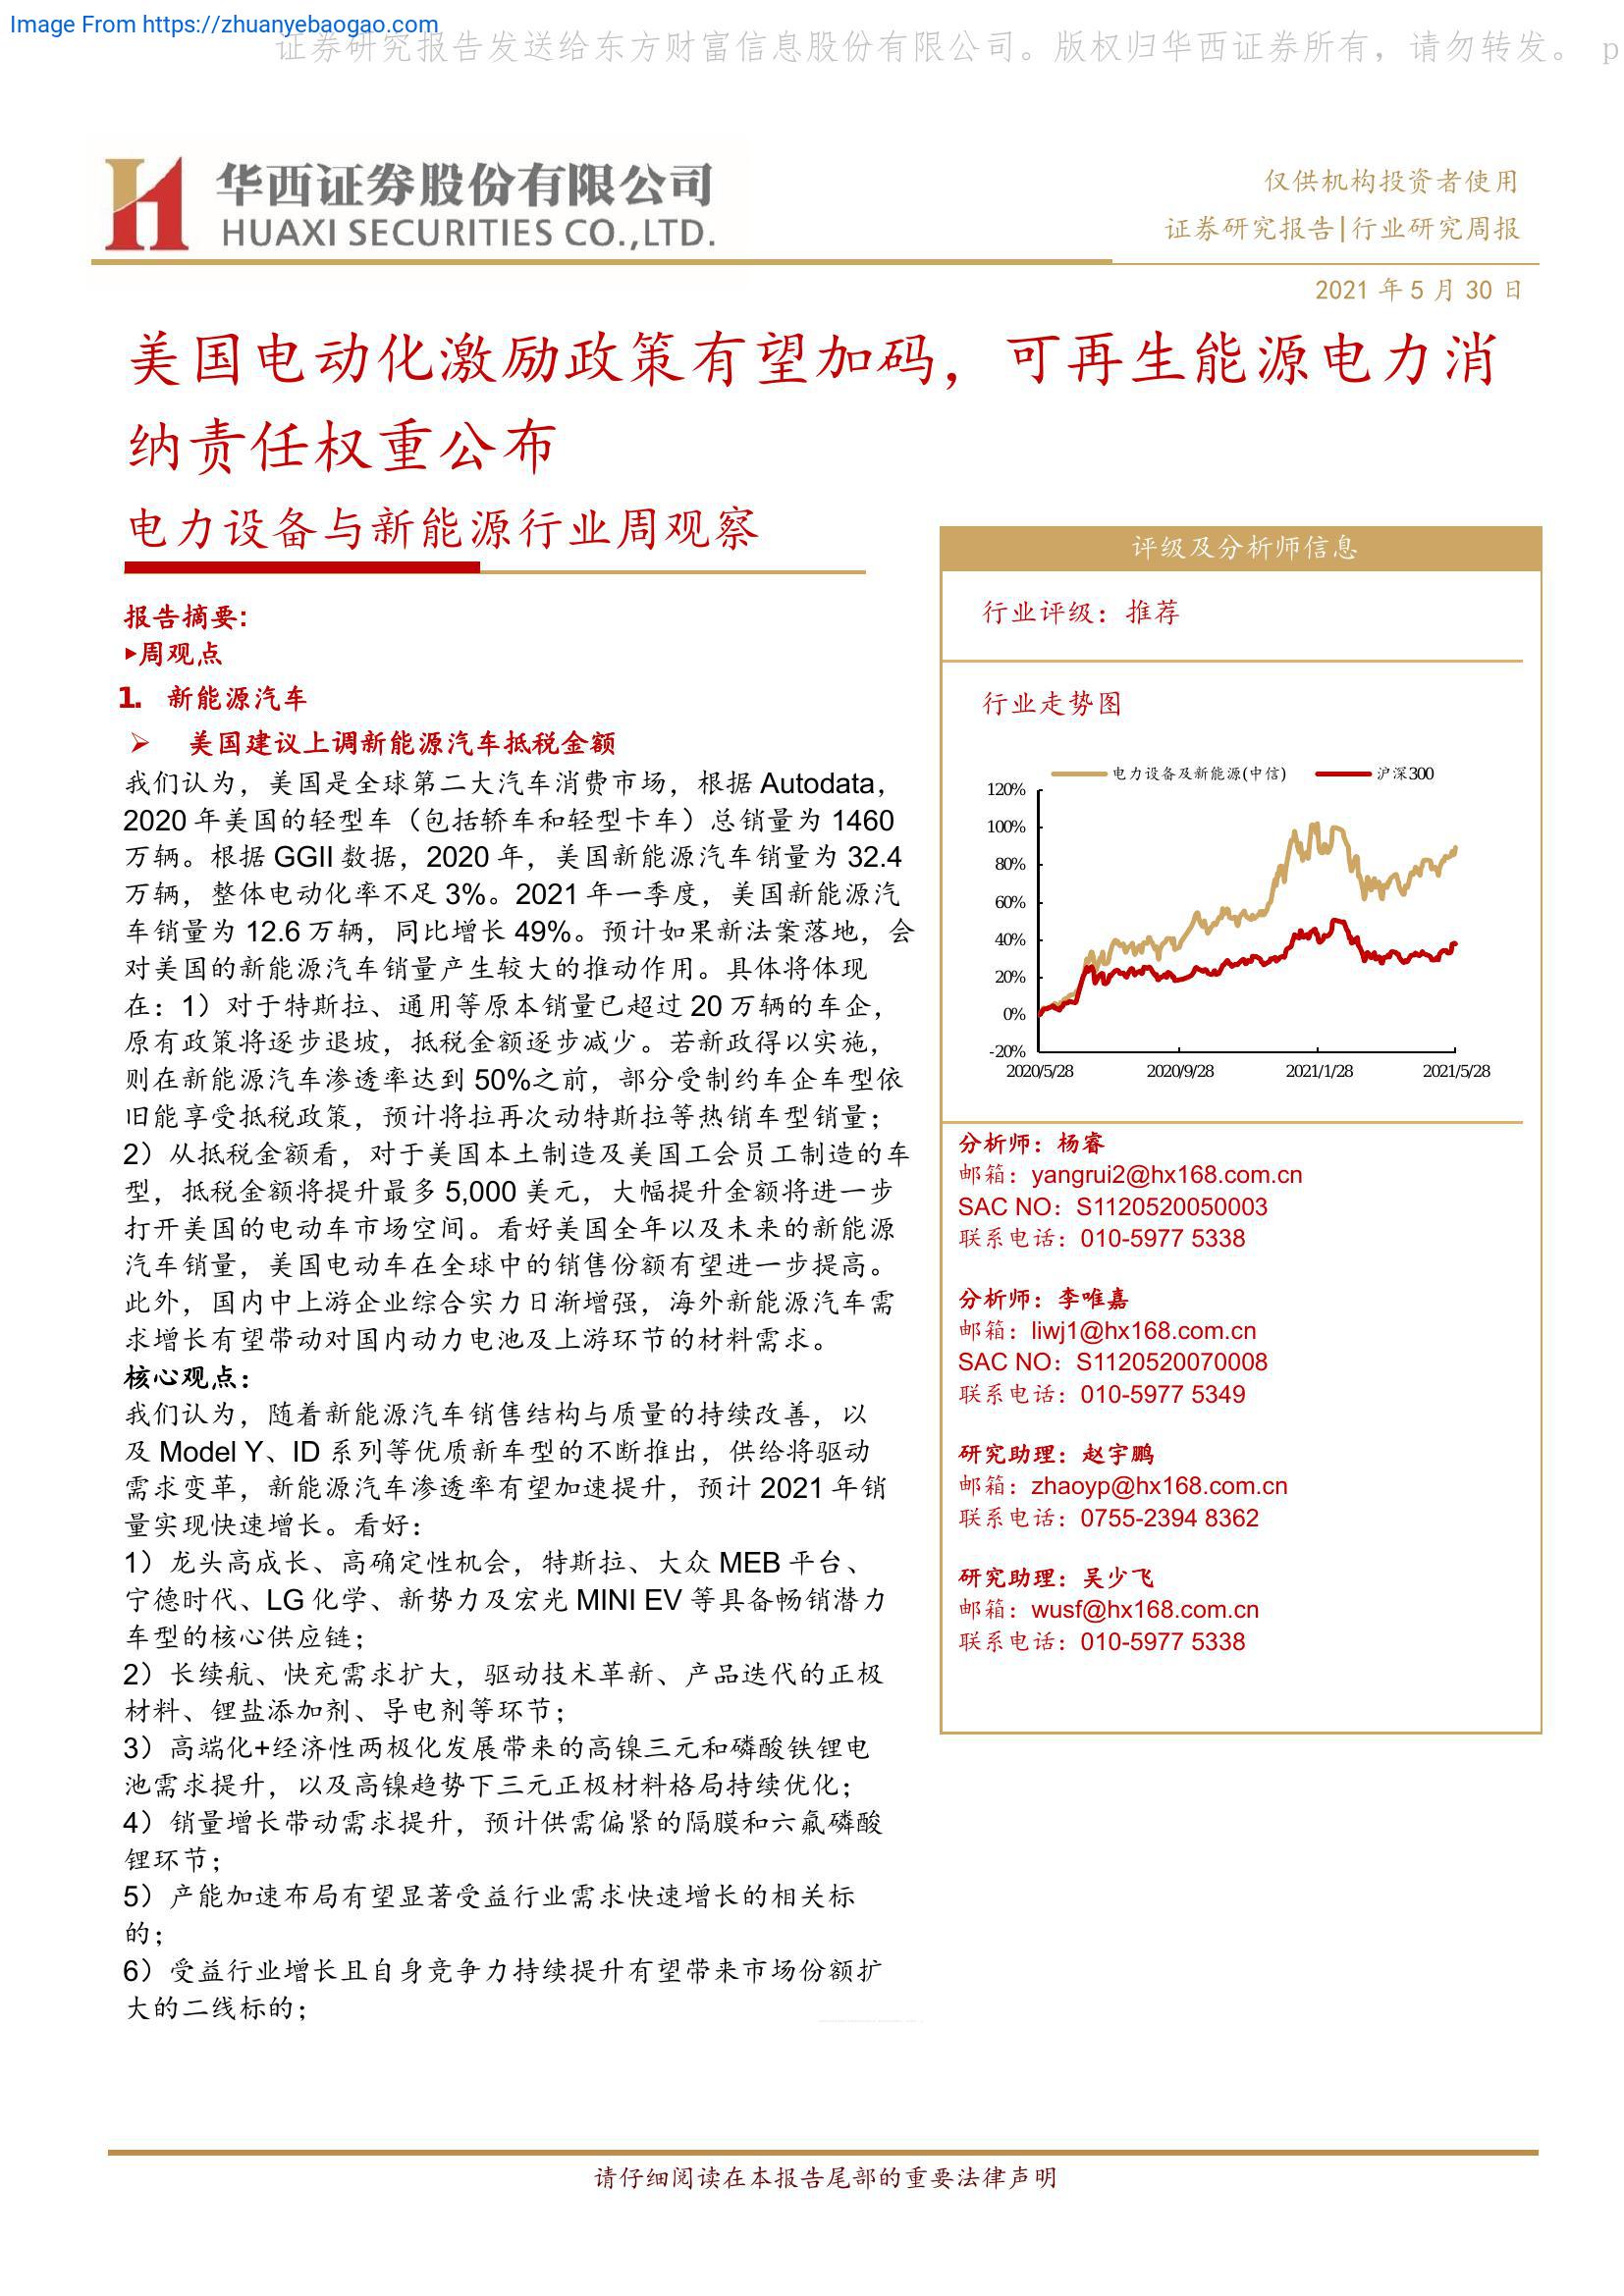 Image From https://zhuanyebaogao.com
证券研究报告发送给东方财富信息股份有限公司。版权归华西证券所有，请勿转发。 p
华西证券股份有限公司
HUAXI SECURITIES CO.,LTD.
仅供机构投资者使用
证券研究报告|行业研究周报
2021 年 5 月 30 日
美国电动化激励政策有望加码，可再生能源电力消
纳责任权重公布
电力设备与新能源行业周观察
报告摘要:
▶周观点
1. 新能源汽车
➢ 美国建议上调新能源汽车抵税金额
我们认为，美国是全球第二大汽车消费市场，根据 Autodata，
2020 年美国的轻型车（包括轿车和轻型卡车）总销量为 1460
万辆。根据 GGII 数据，2020 年，美国新能源汽车销量为 32.4
万辆，整体电动化率不足 3%。2021 年一季度，美国新能源汽
车销量为 12.6 万辆，同比增长 49%。预计如果新法案落地，会
对美国的新能源汽车销量产生较大的推动作用。具体将体现
在：1）对于特斯拉、通用等原本销量已超过 20 万辆的车企，
原有政策将逐步退坡，抵税金额逐步减少。若新政得以实施，
则在新能源汽车渗透率达到 50%之前，部分受制约车企车型依
旧能享受抵税政策，预计将拉再次动特斯拉等热销车型销量；
2）从抵税金额看，对于美国本土制造及美国工会员工制造的车
型，抵税金额将提升最多 5,000 美元，大幅提升金额将进一步
打开美国的电动车市场空间。看好美国全年以及未来的新能源
汽车销量，美国电动车在全球中的销售份额有望进一步提高。
此外，国内中上游企业综合实力日渐增强，海外新能源汽车需
求增长有望带动对国内动力电池及上游环节的材料需求。
核心观点：
我们认为，随着新能源汽车销售结构与质量的持续改善，以
及 Model Y、ID 系列等优质新车型的不断推出，供给将驱动
需求变革，新能源汽车渗透率有望加速提升，预计 2021 年销
量实现快速增长。看好：
1）龙头高成长、高确定性机会，特斯拉、大众 MEB 平台、
宁德时代、LG 化学、新势力及宏光 MINI EV 等具备畅销潜力
车型的核心供应链；
2）长续航、快充需求扩大，驱动技术革新、产品迭代的正极
材料、锂盐添加剂、导电剂等环节；
3）高端化+经济性两极化发展带来的高镍三元和磷酸铁锂电
池需求提升，以及高镍趋势下三元正极材料格局持续优化；
4）销量增长带动需求提升，预计供需偏紧的隔膜和六氟磷酸
锂环节；
5）产能加速布局有望显著受益行业需求快速增长的相关标
的；
6）受益行业增长且自身竞争力持续提升有望带来市场份额扩
大的二线标的；
评级及分析师信息
行业评级：推荐
行业走势图
电力设备及新能源(中信) 沪深300
120%
100%
80%
60%
40%
20%
0%
-20%
2020/5/28 2020/9/28 2021/1/28 2021/5/28
分析师：杨睿
邮箱：yangrui2@hx168.com.cn
SAC NO：S1120520050003
联系电话：010-5977 5338
分析师：李唯嘉
邮箱：liwj1@hx168.com.cn
SAC NO：S1120520070008
联系电话：010-5977 5349
研究助理：赵宇鹏
邮箱：zhaoyp@hx168.com.cn
联系电话：0755-2394 8362
研究助理：吴少飞
邮箱：wusf@hx168.com.cn
联系电话：010-5977 5338
请仔细阅读在本报告尾部的重要法律声明